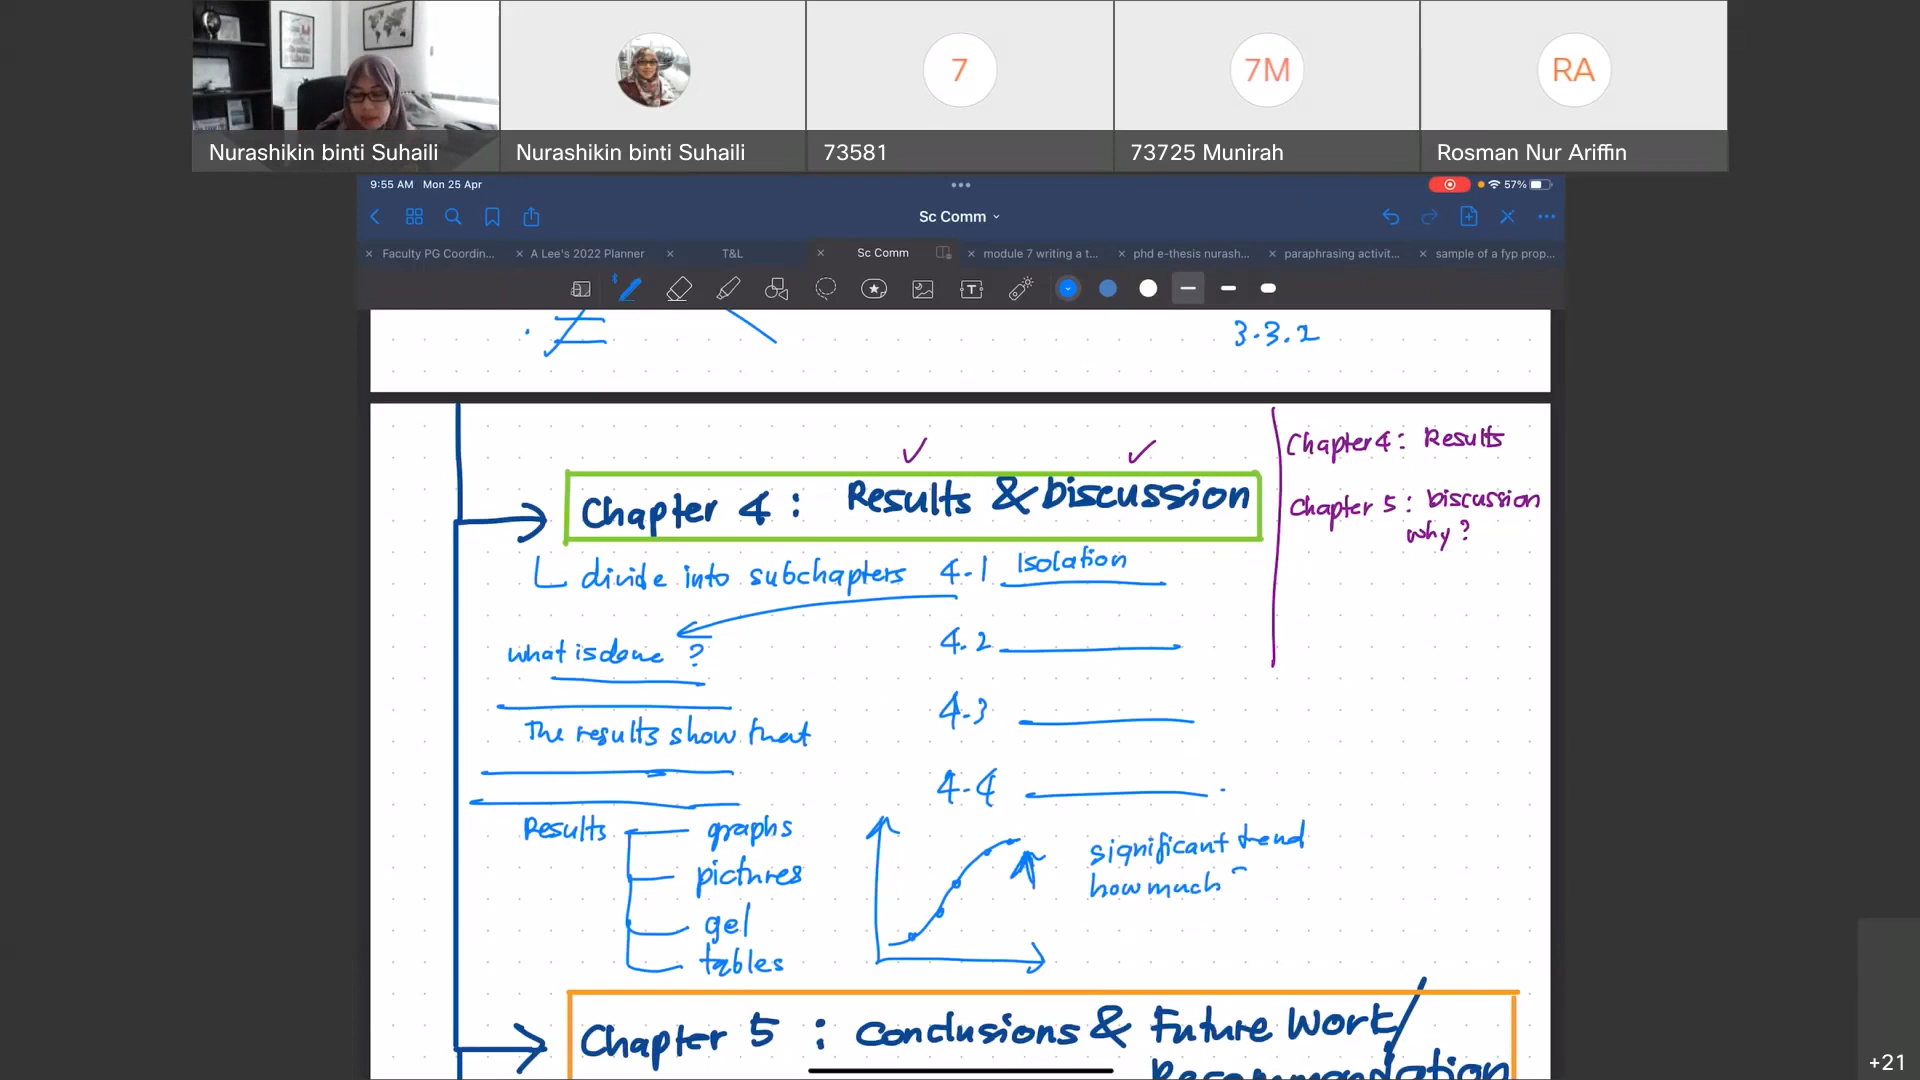 Nurashikin binti Suhaili
Nurashikin binti Suhaili
7
73581
7M
73725 Munirah
RA
Rosman Nur Ariffin
9:55 AM Mon 25 Apr
57%
Sc Comm
Faculty PG Coordin...
A Lee's 2022 Planner
T&L
Sc Comm
module 7 writing a t...
phd e-thesis nurash...
paraphrasing activit...
sample of a fyp prop...
3.3.2
Chapter 4 : Results & Discussion
Chapter 4 : Results
Chapter 5 : Discussion
why ?
divide into subchapters
4.1 Isolation
4.2
4.3
4.4
what is done ?
The results show that
Results
graphs
pictures
gel
tables
significant trend
how much
Chapter 5 : Conclusions & Future Work/
Recommendation
+21